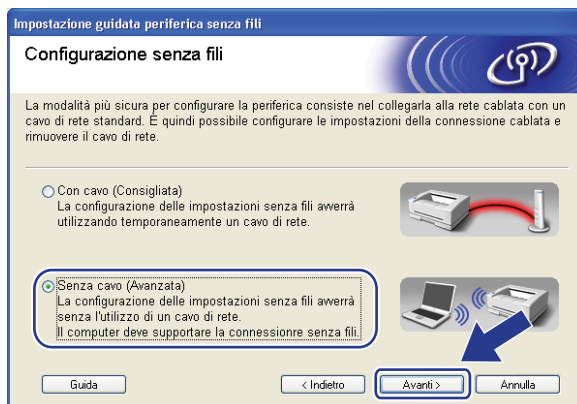 Impostazione guidata periferica senza fili
Configurazione senza fili
La modalità più sicura per configurare la periferica consiste nel collegarla alla rete cablata con un
cavo di rete standard. É quindi possibile configurare le impostazioni della connessione cablata e
rimuovere il cavo di rete.
Con cavo (Consigliata)
La configurazione delle impostazioni senza fili avverrà
utilizzando temporaneamente un cavo di rete.
Senza cavo (Avanzata)
La configurazione delle impostazioni senza fili avverrà
senza l'utilizzo di un cavo di rete.
Il computer deve supportare la connessionre senza fili.
Guida
< Indietro
Avanti >
Annulla